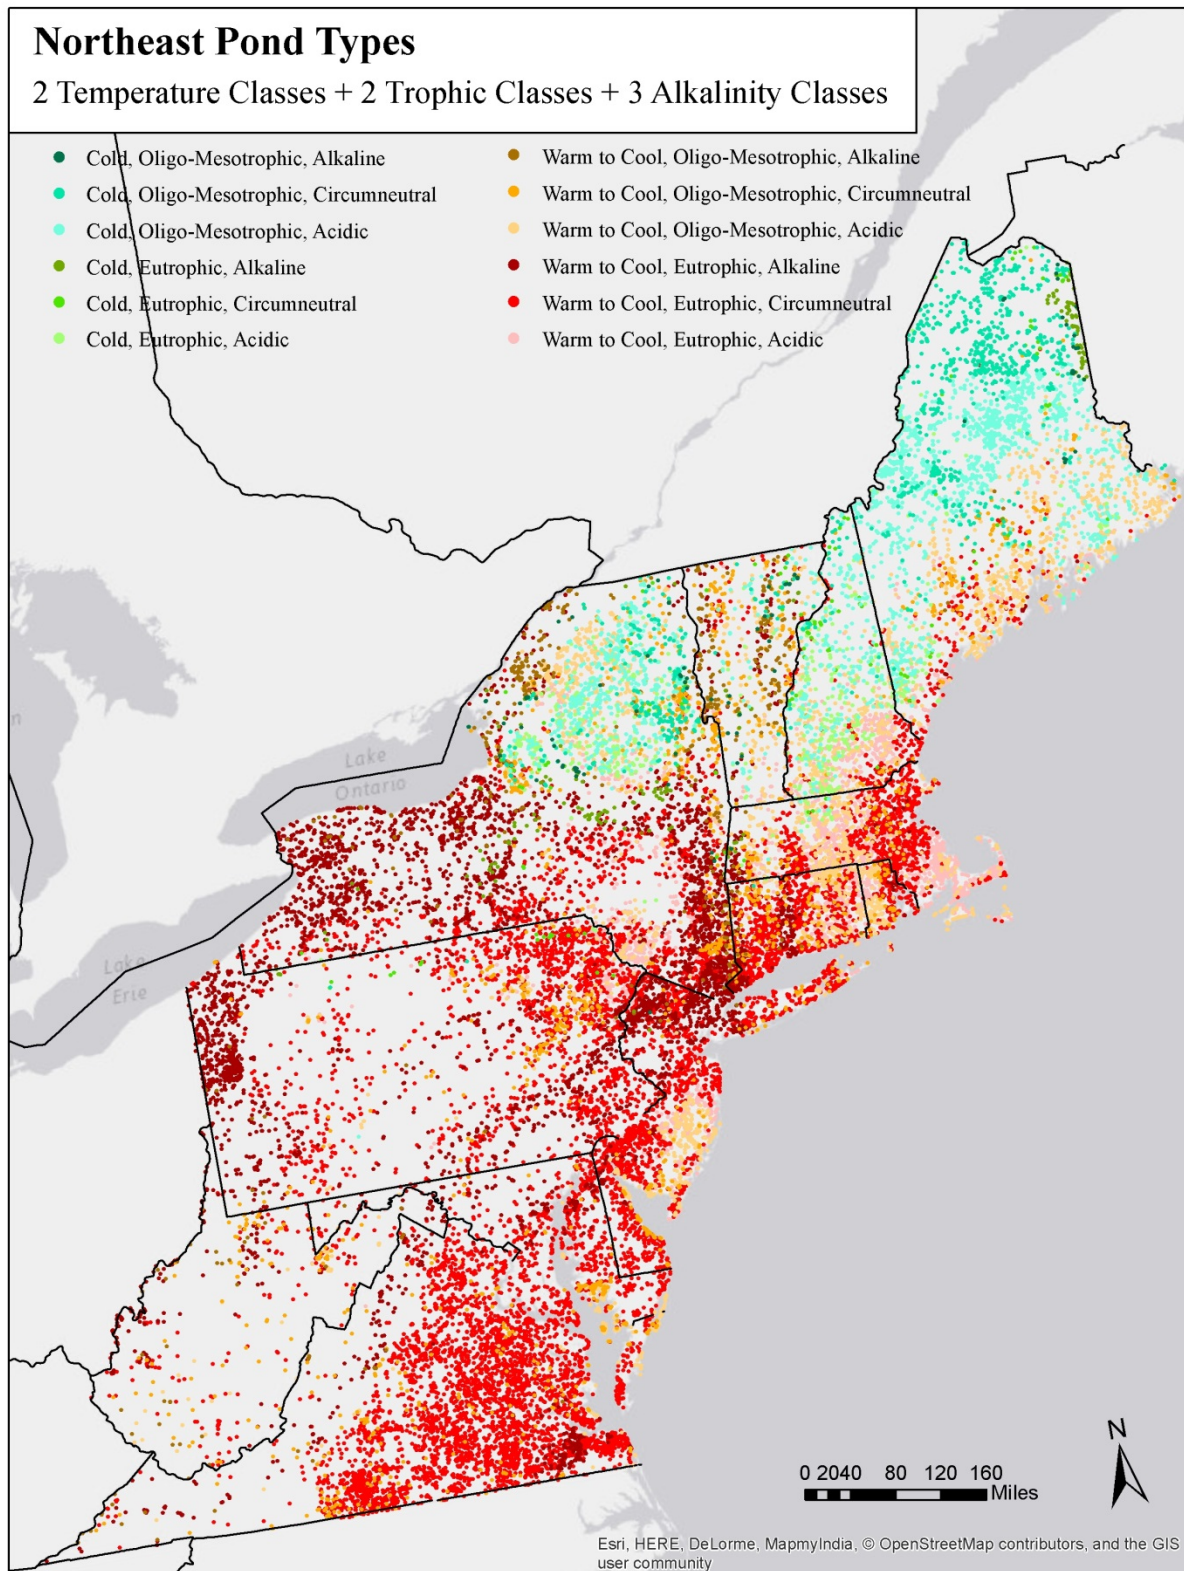 Northeast Pond Types
2 Temperature Classes + 2 Trophic Classes + 3 Alkalinity Classes
Cold, Oligo-Mesotrophic, Alkaline
Cold, Oligo-Mesotrophic, Circumneutral
Cold, Oligo-Mesotrophic, Acidic
Cold, Eutrophic, Alkaline
Cold, Eutrophic, Circumneutral
Cold, Eutrophic, Acidic
Warm to Cool, Oligo-Mesotrophic, Alkaline
Warm to Cool, Oligo-Mesotrophic, Circumneutral
Warm to Cool, Oligo-Mesotrophic, Acidic
Warm to Cool, Eutrophic, Alkaline
Warm to Cool, Eutrophic, Circumneutral
Warm to Cool, Eutrophic, Acidic
Lake
Ontario
Lake
Erie
N
0 20 40 80 120 160
Miles
Esri, HERE, DeLorme, MapmyIndia, © OpenStreetMap contributors, and the GIS
user community